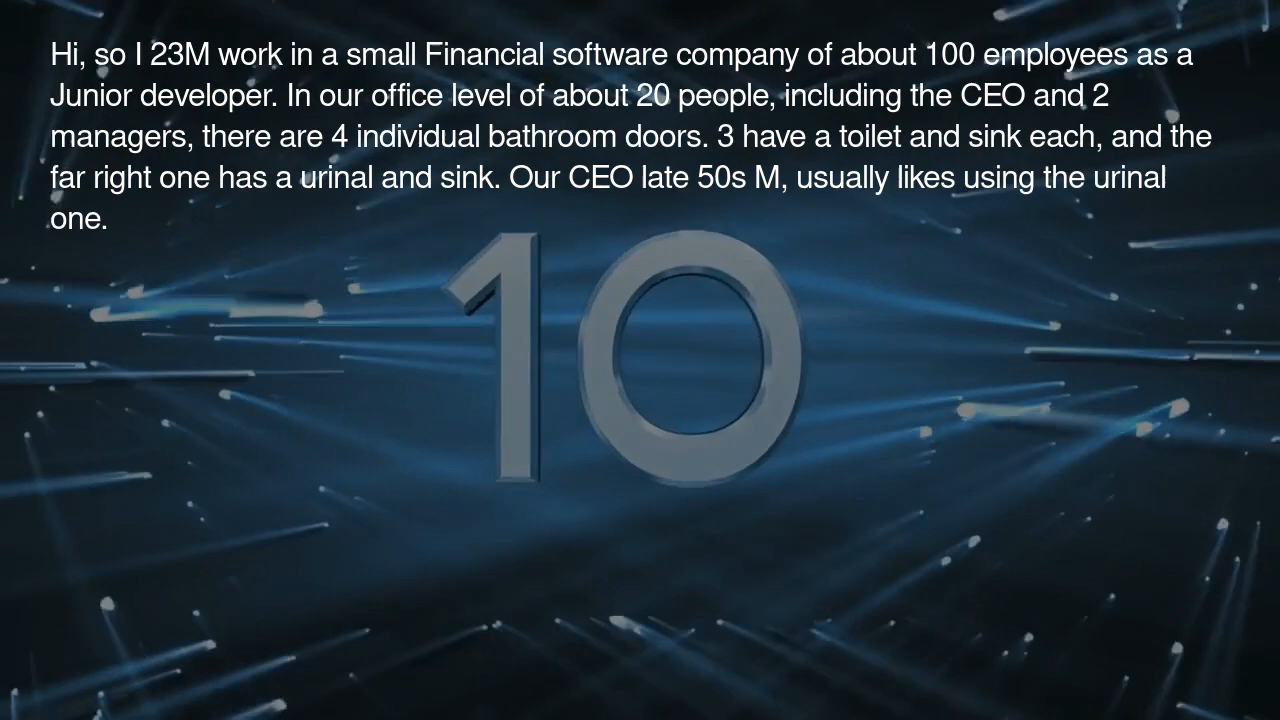 Hi, so I 23M work in a small Financial software company of about 100 employees as a
Junior developer. In our office level of about 20 people, including the CEO and 2
managers, there are 4 individual bathroom doors. 3 have a toilet and sink each, and the
far right one has a urinal and sink. Our CEO late 50s M, usually likes using the urinal
one.
10